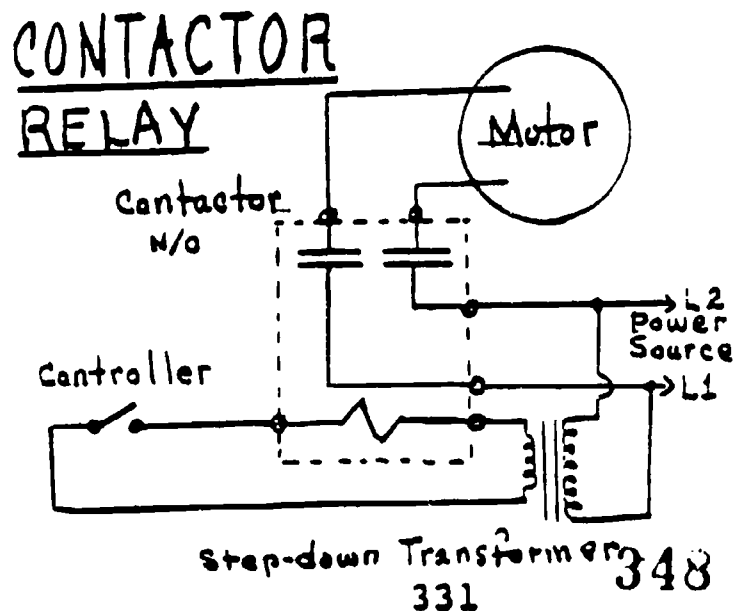 CONTACTOR
RELAY
Motor
Contactor
N/O
L2
Power
Source
L1
Controller
Step-down Transformer
331
348